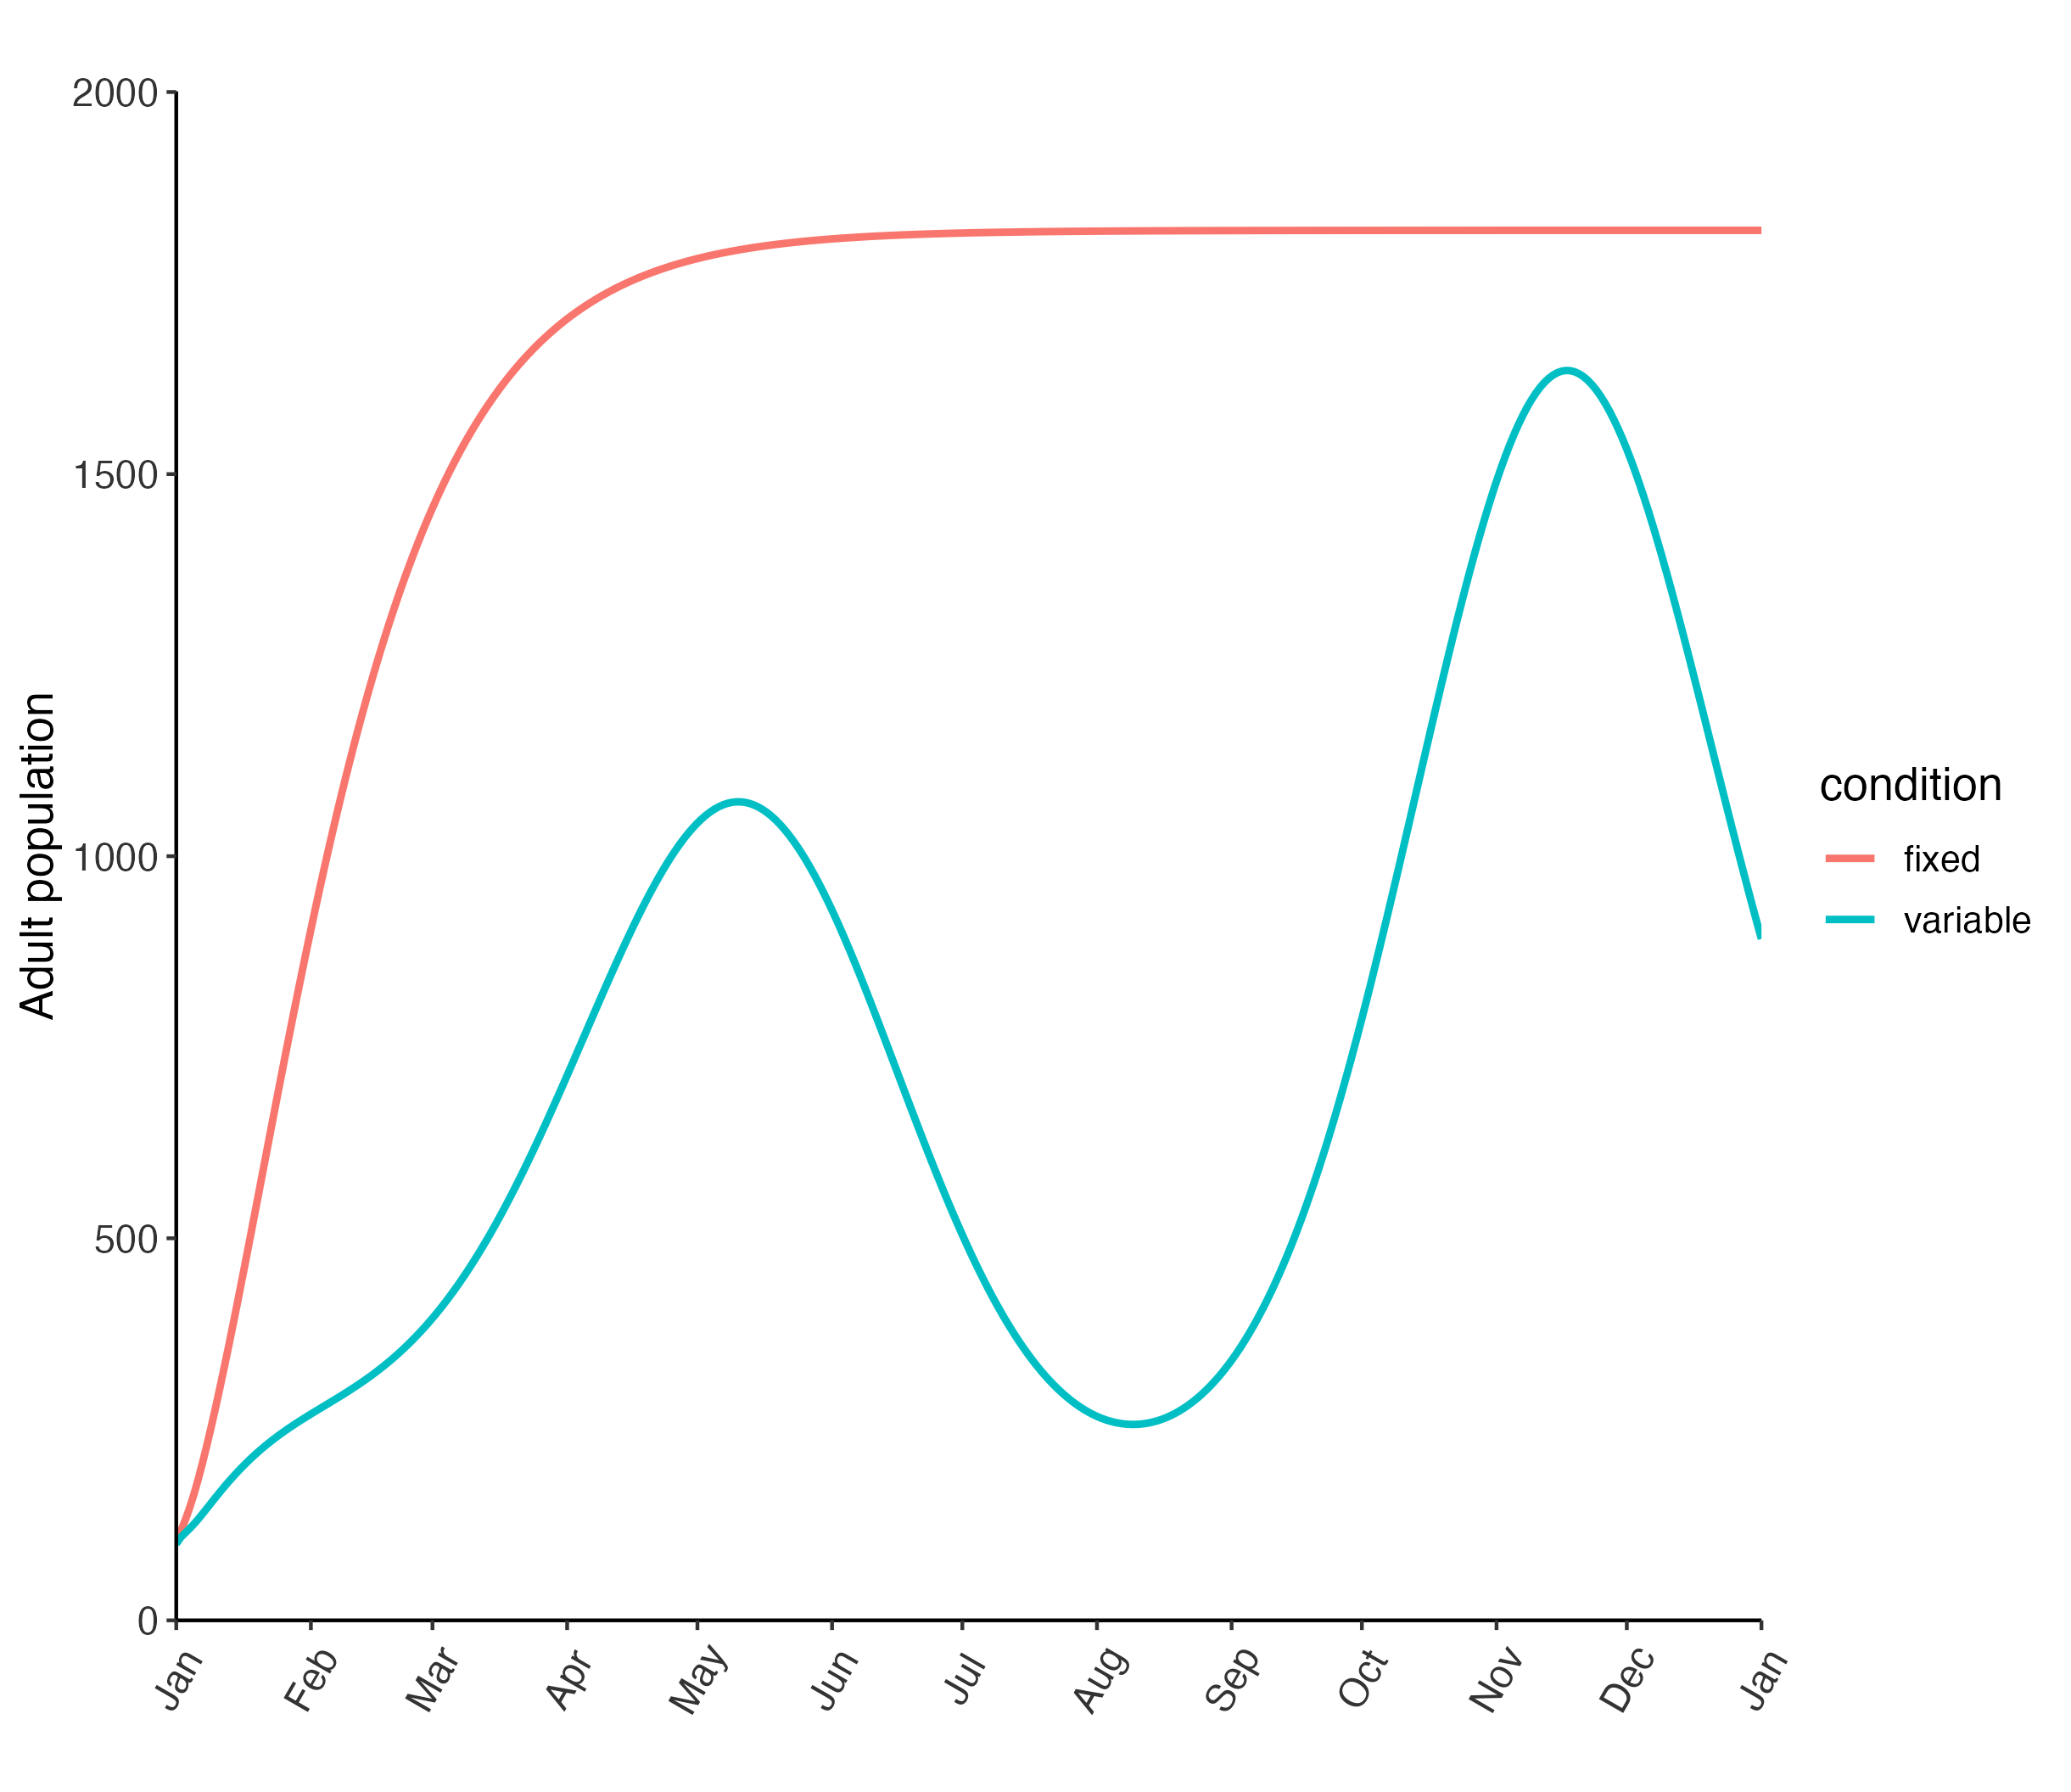 Adult population
2000
1500
1000
500
0
Jan Feb Mar Apr May Jun Jul Aug Sep Oct Nov Dec Jan
condition
fixed
variable